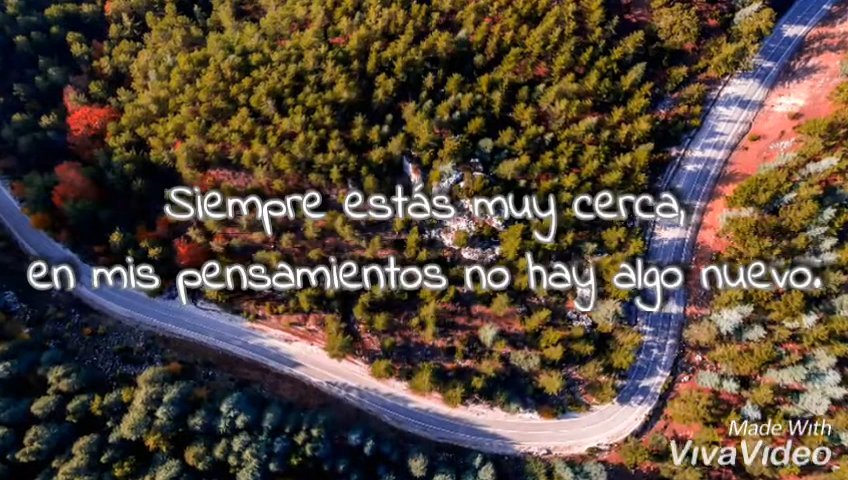 Siempre estás muy cerca,
en mis pensamientos no hay algo nuevo.
Made With
VivaVideo